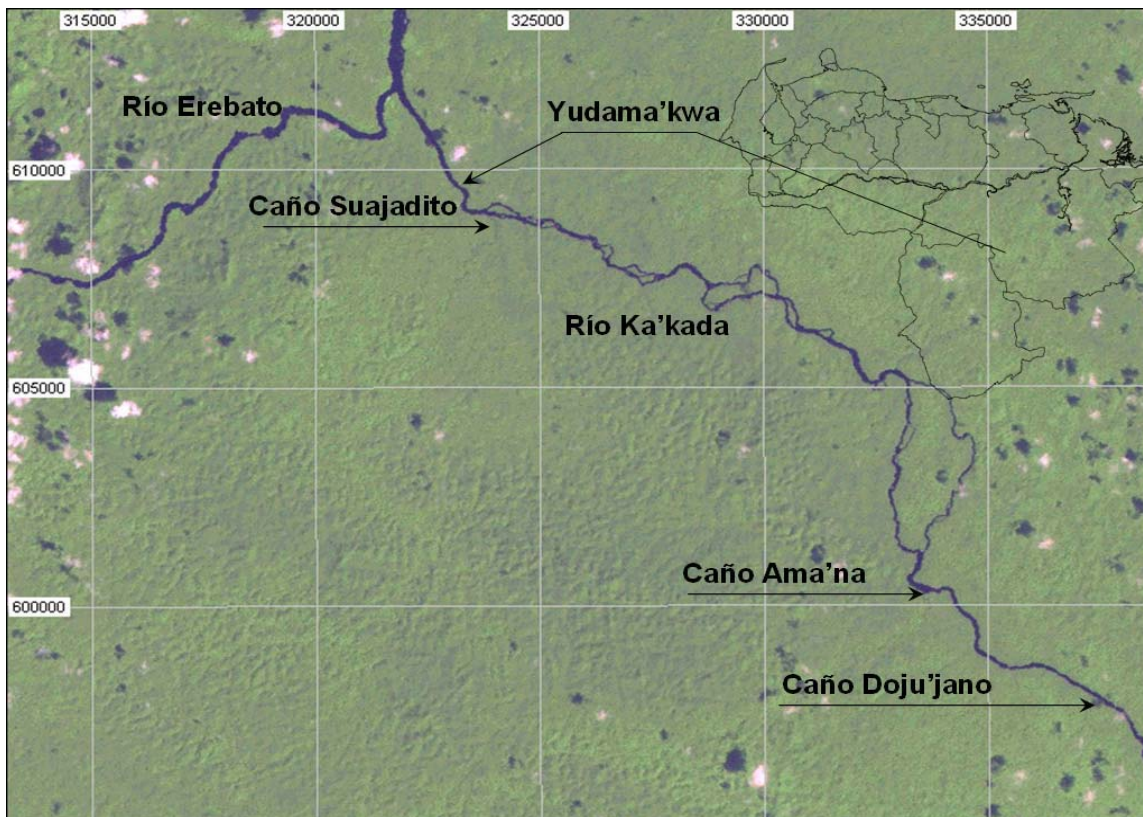 315000
320000
325000
330000
335000
Río Erebato
Yudama’kwa
610000
Caño Suajadito
Río Ka’kada
605000
Caño Ama’na
600000
Caño Doju’jano